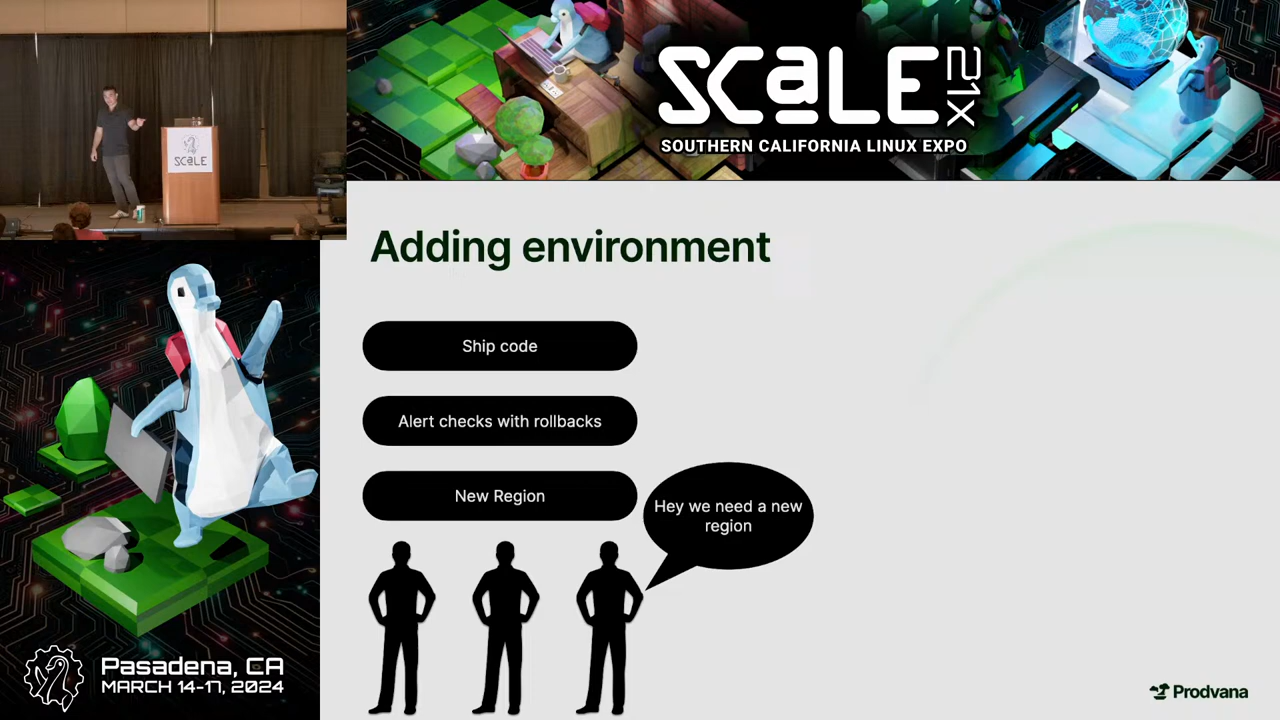 SCALE
SCALE 21X
SOUTHERN CALIFORNIA LINUX EXPO
Adding environment
Ship code
Alert checks with rollbacks
New Region
Hey we need a new
region
Pasadena, CA
MARCH 14-17, 2024
Prodvana